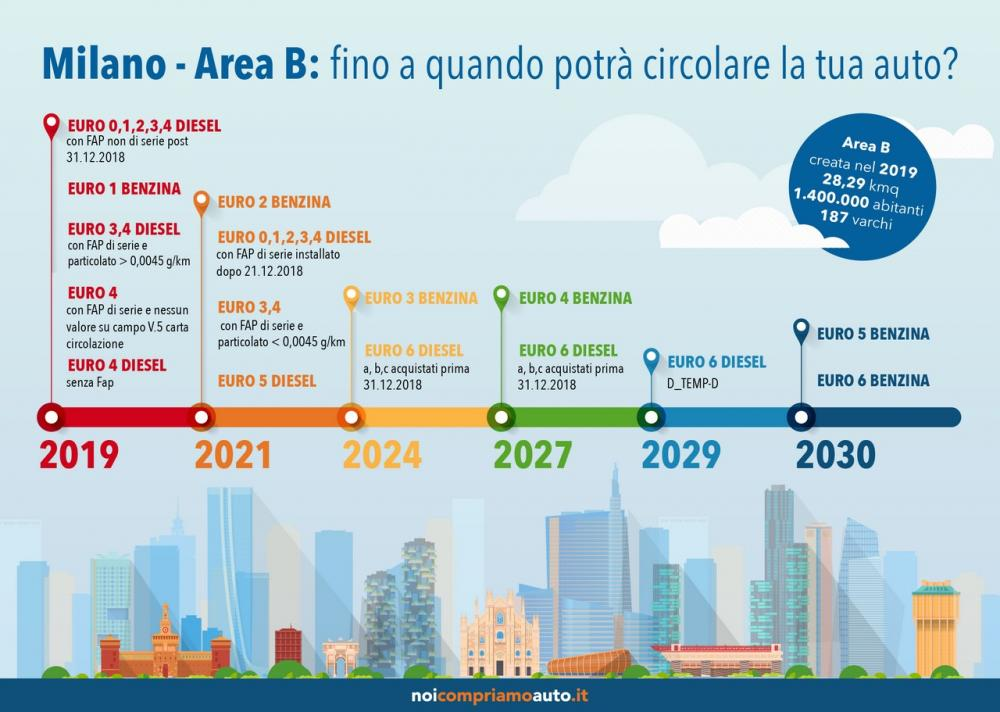 Milano - Area B: fino a quando potrà circolare la tua auto?
Area B
creata nel 2019
28,29 kmq
1.400.000 abitanti
187 varchi
EURO 0,1,2,3,4 DIESEL
con FAP non di serie post
31.12.2018
EURO 1 BENZINA
EURO 3,4 DIESEL
con FAP di serie e
particolato > 0,0045 g/km
EURO 4
con FAP di serie e nessun
valore su campo V.5 carta
circolazione
EURO 4 DIESEL
senza Fap
EURO 2 BENZINA
EURO 0,1,2,3,4 DIESEL
con FAP di serie installato
dopo 21.12.2018
EURO 3,4
con FAP di serie e
particolato < 0,0045 g/km
EURO 5 DIESEL
EURO 3 BENZINA
EURO 6 DIESEL
a, b,c acquistati prima
31.12.2018
EURO 4 BENZINA
EURO 6 DIESEL
a, b,c acquistati prima
31.12.2018
EURO 6 DIESEL
D_TEMP-D
EURO 5 BENZINA
EURO 6 BENZINA
2019
2021
2024
2027
2029
2030
noicompriamoauto.it